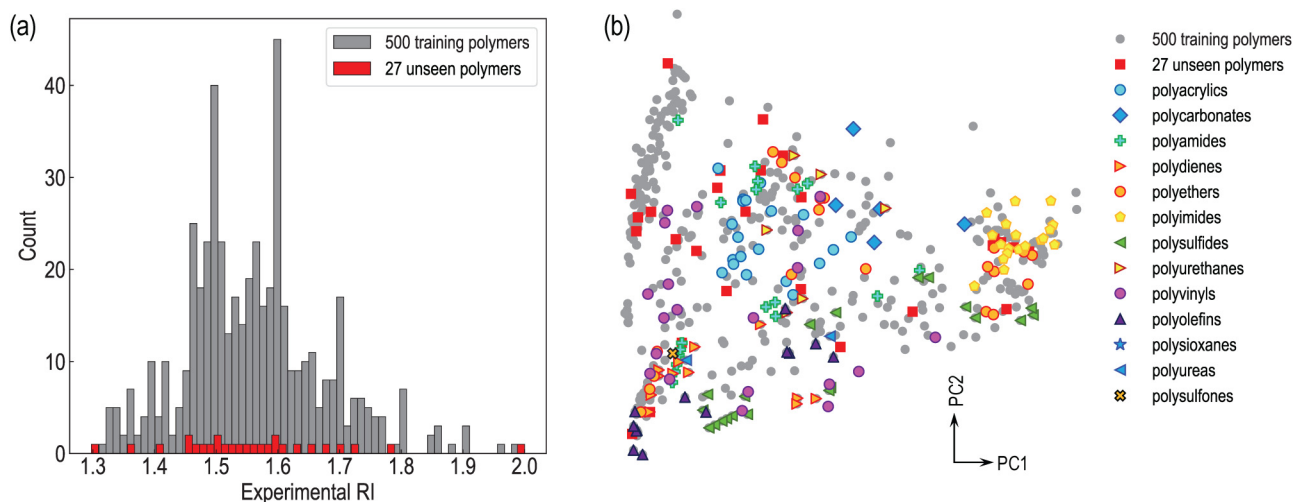 (a)
500 training polymers
27 unseen polymers
40
30
20
10
0
Count
1.3 1.4 1.5 1.6 1.7 1.8 1.9 2.0
Experimental RI
(b)
500 training polymers
27 unseen polymers
polyacrylics
polycarbonates
polyamides
polydienes
polyethers
polyimides
polysulfides
polyurethanes
polyvinyls
polyolefins
polysioxanes
polyureas
polysulfones
PC2
PC1